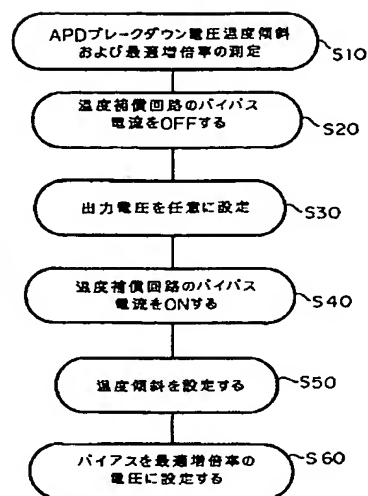 APDブレークダウン電圧温度傾斜
および最適増倍率の測定
S10
温度補償回路のバイパス
電流をOFFする
S20
出力電圧を任意に設定
S30
温度補償回路のバイパス
電流をONする
S40
温度傾斜を設定する
S50
バイアスを最適増倍率の
電圧に設定する
S60